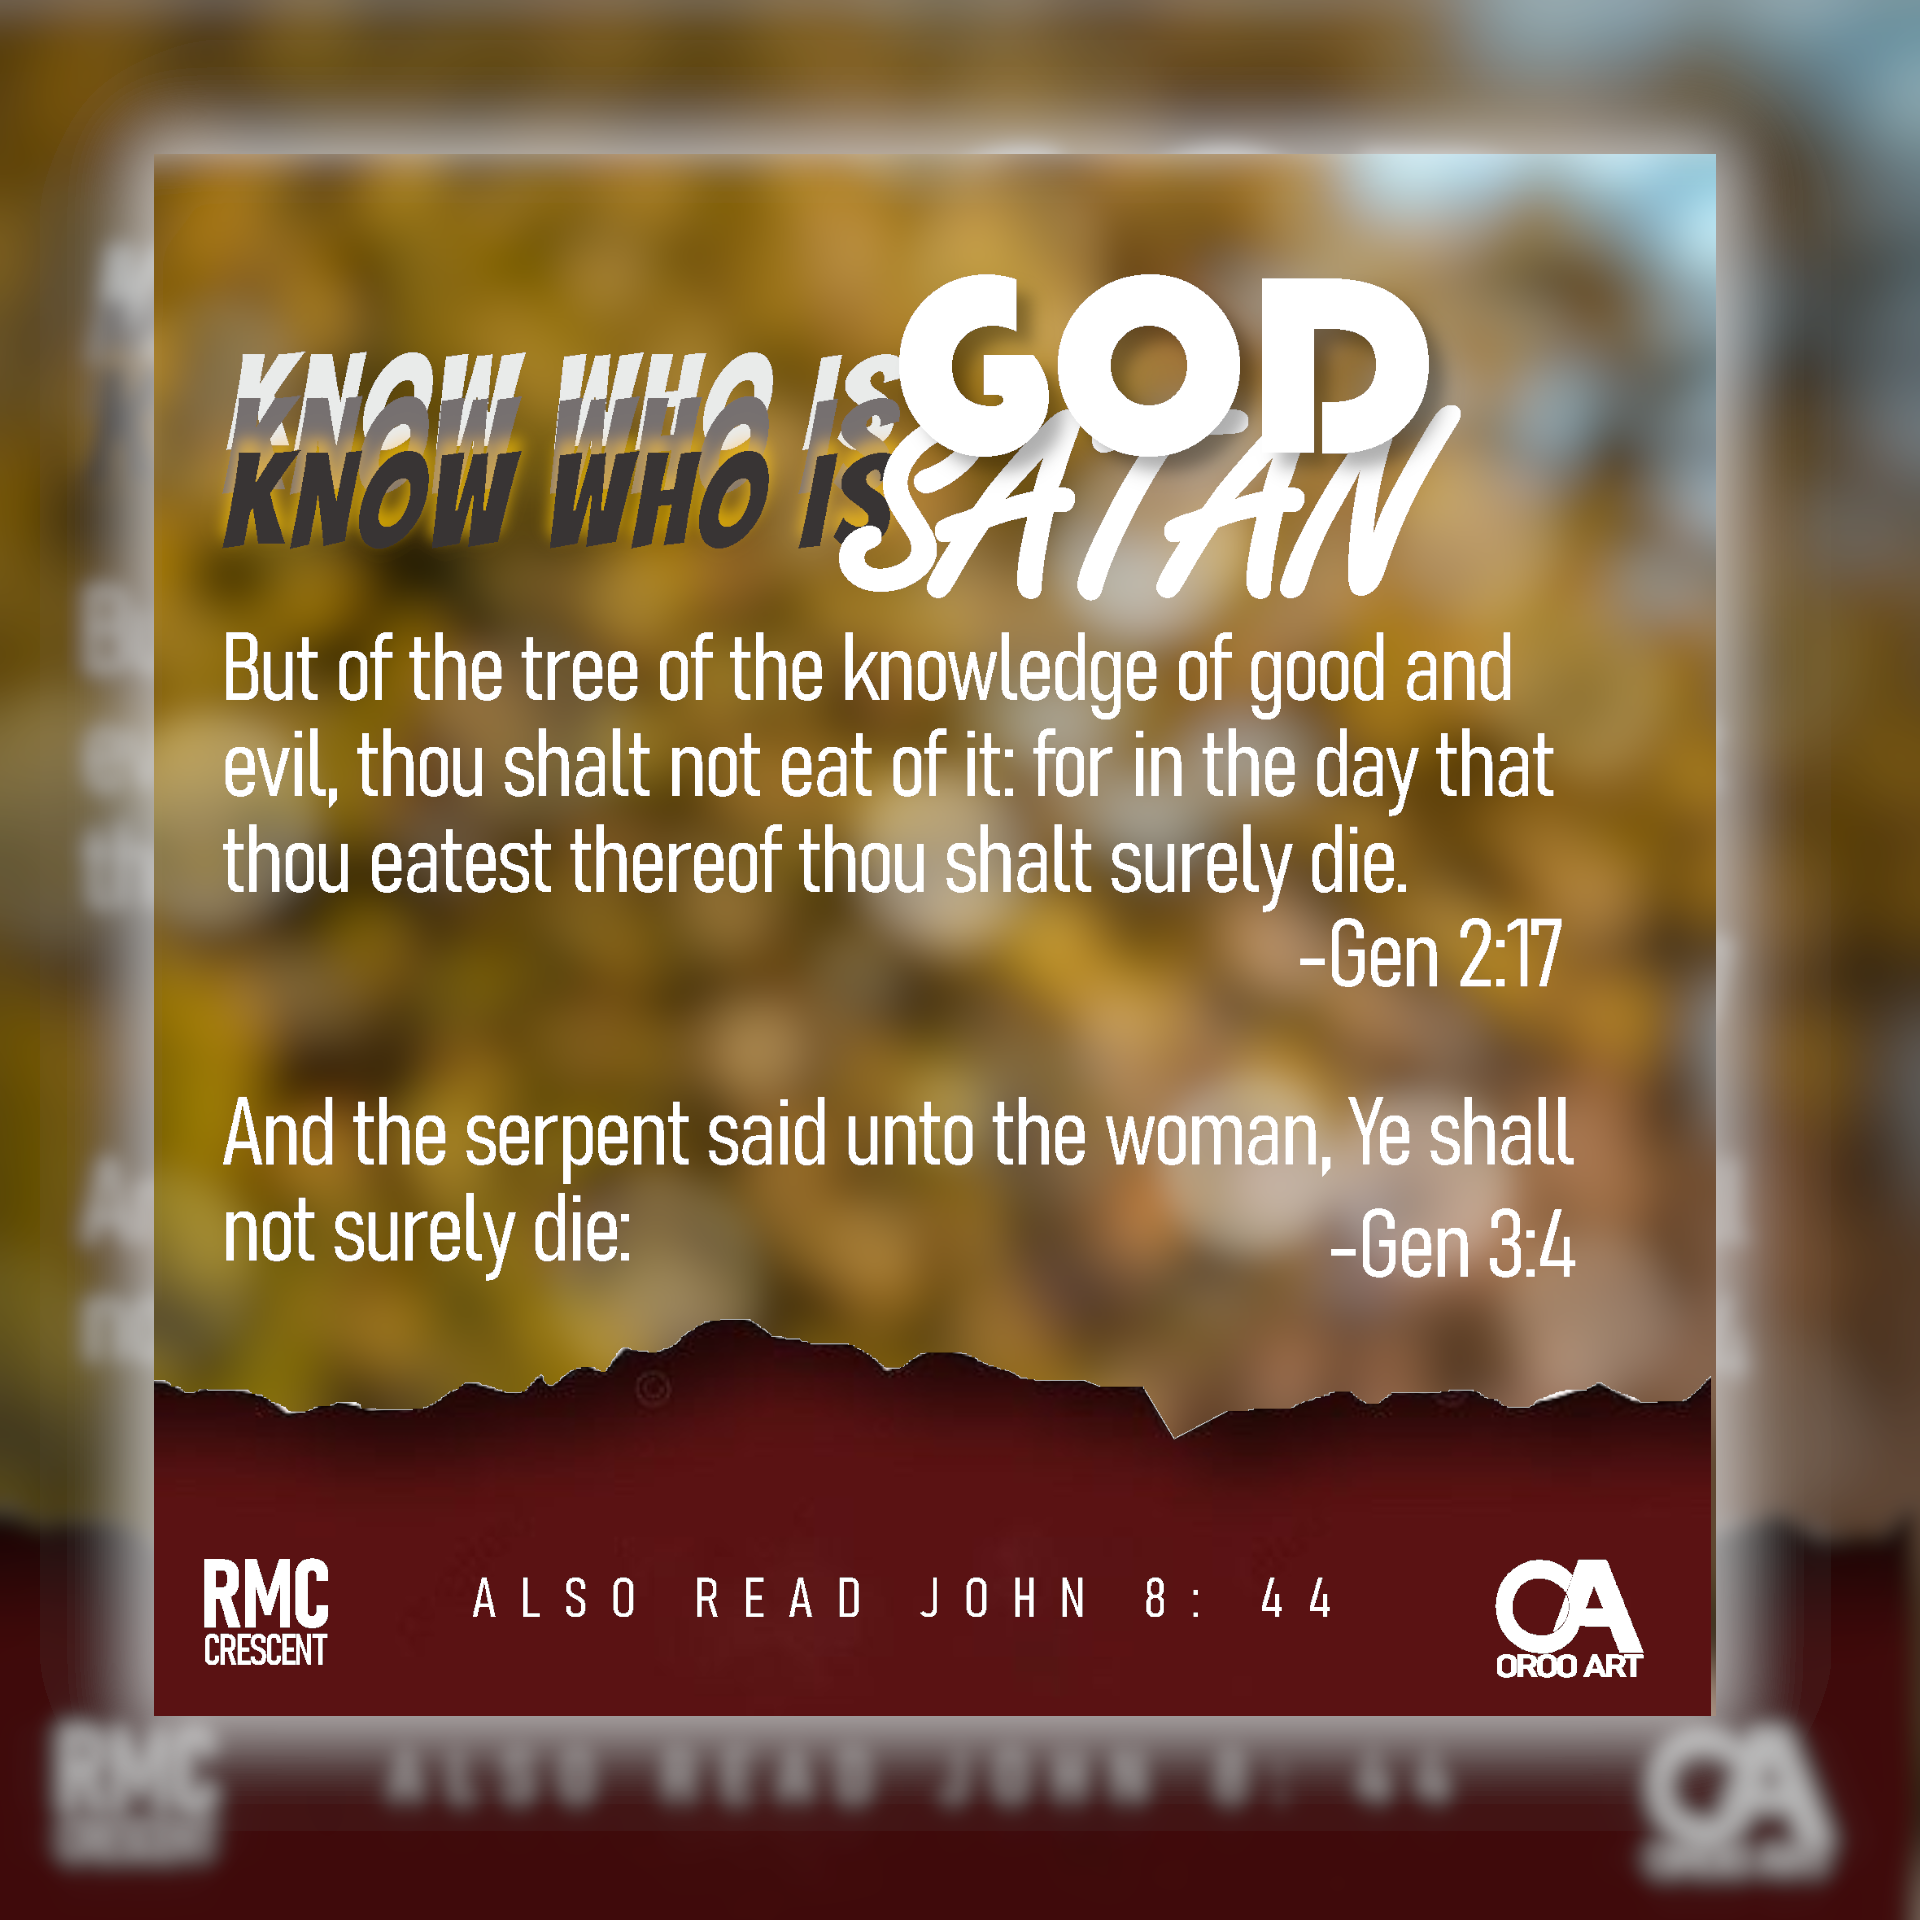 KNOW WHO IS GOD
KNOW WHO IS
KNOW WHO IS SATAN
But of the tree of the knowledge of good and
evil, thou shalt not eat of it: for in the day that
thou eatest thereof thou shalt surely die.
-Gen 2:17
And the serpent said unto the woman, Ye shall
not surely die:
-Gen 3:4
RMC
CRESCENT
ALSO READ JOHN 8: 44
OA
OROO ART